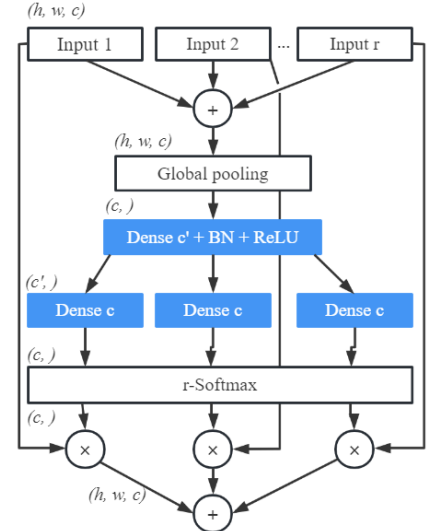 (h, w, c)
Input 1
Input 2
...
Input r
+
(h, w, c)
Global pooling
(c, )
Dense c' + BN + ReLU
(c', )
Dense c
Dense c
Dense c
(c, )
r-Softmax
(c, )
×
×
×
(h, w, c)
+